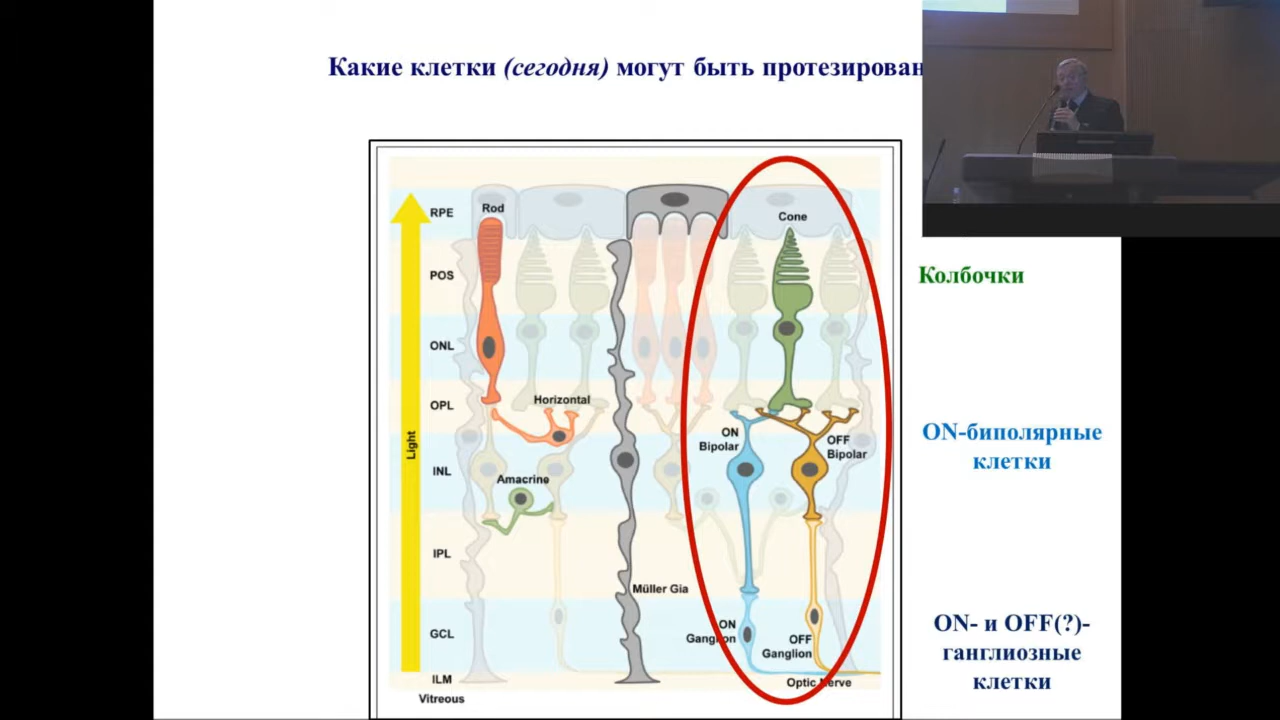 Какие клетки (сегодня) могут быть протезирован
RPE
Rod
Cone
POS
Колбочки
ONL
OPL
Horizontal
Light
ON
Bipolar
OFF
Bipolar
ON-биполярные
клетки
INL
Amacrine
IPL
Müller Gia
GCL
ON
Ganglion
OFF
Ganglion
ON- и OFF(?)-
ганглиозные
клетки
ILM
Optic Nerve
Vitreous